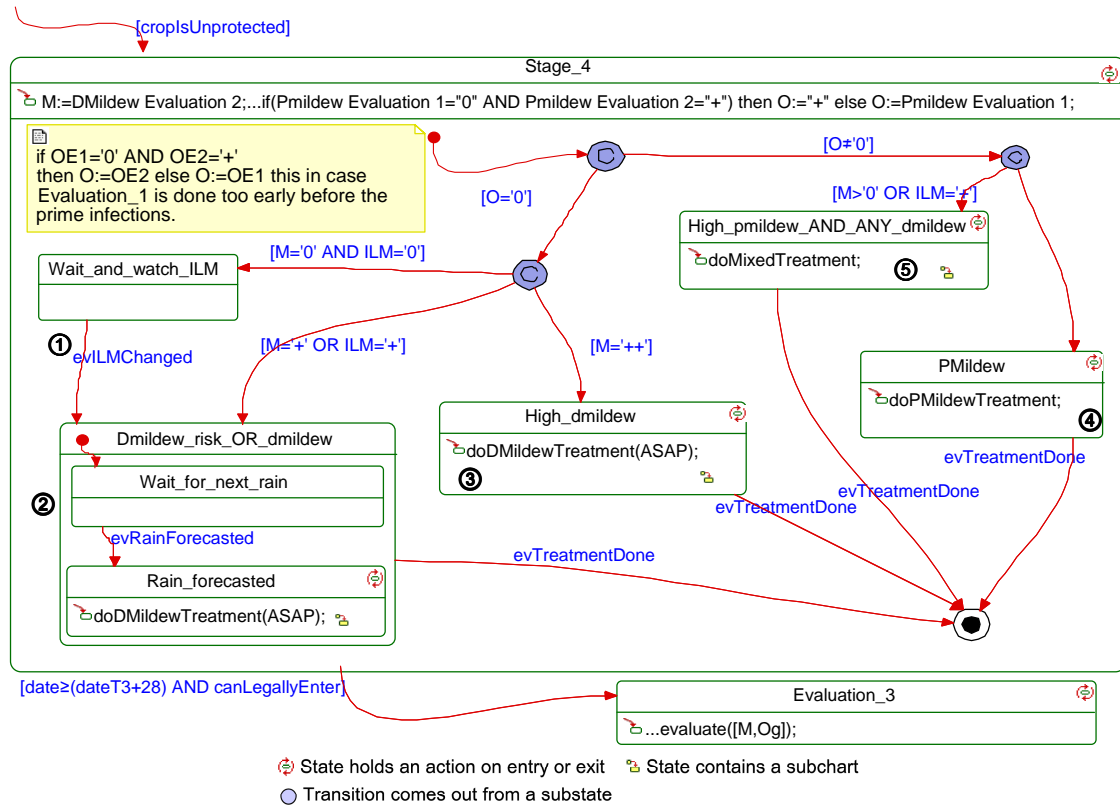 [cropIsUnprotected]
Stage_4
M:=DMildew Evaluation 2;...if(Pmildew Evaluation 1="0" AND Pmildew Evaluation 2="+") then O:="+" else O:=Pmildew Evaluation 1;
if OE1='0' AND OE2='+'
then O:=OE2 else O:=OE1 this in case
Evaluation_1 is done too early before the
prime infections.
[O≠'0']
[O='0']
[M>'0' OR ILM='+']
High_pmildew_AND_ANY_dmildew
doMixedTreatment;
⑤
[M='0' AND ILM='0']
Wait_and_watch_ILM
①
evILMChanged
[M='+' OR ILM='+']
[M='++']
PMildew
doPMildewTreatment;
④
High_dmildew
doDMildewTreatment(ASAP);
③
Dmildew_risk_OR_dmildew
Wait_for_next_rain
②
evRainForecasted
Rain_forecasted
doDMildewTreatment(ASAP);
evTreatmentDone
evTreatmentDone
evTreatmentDone
evTreatmentDone
[date≥(dateT3+28) AND canLegallyEnter]
Evaluation_3
...evaluate([M,Og]);
State holds an action on entry or exit
State contains a subchart
Transition comes out from a substate